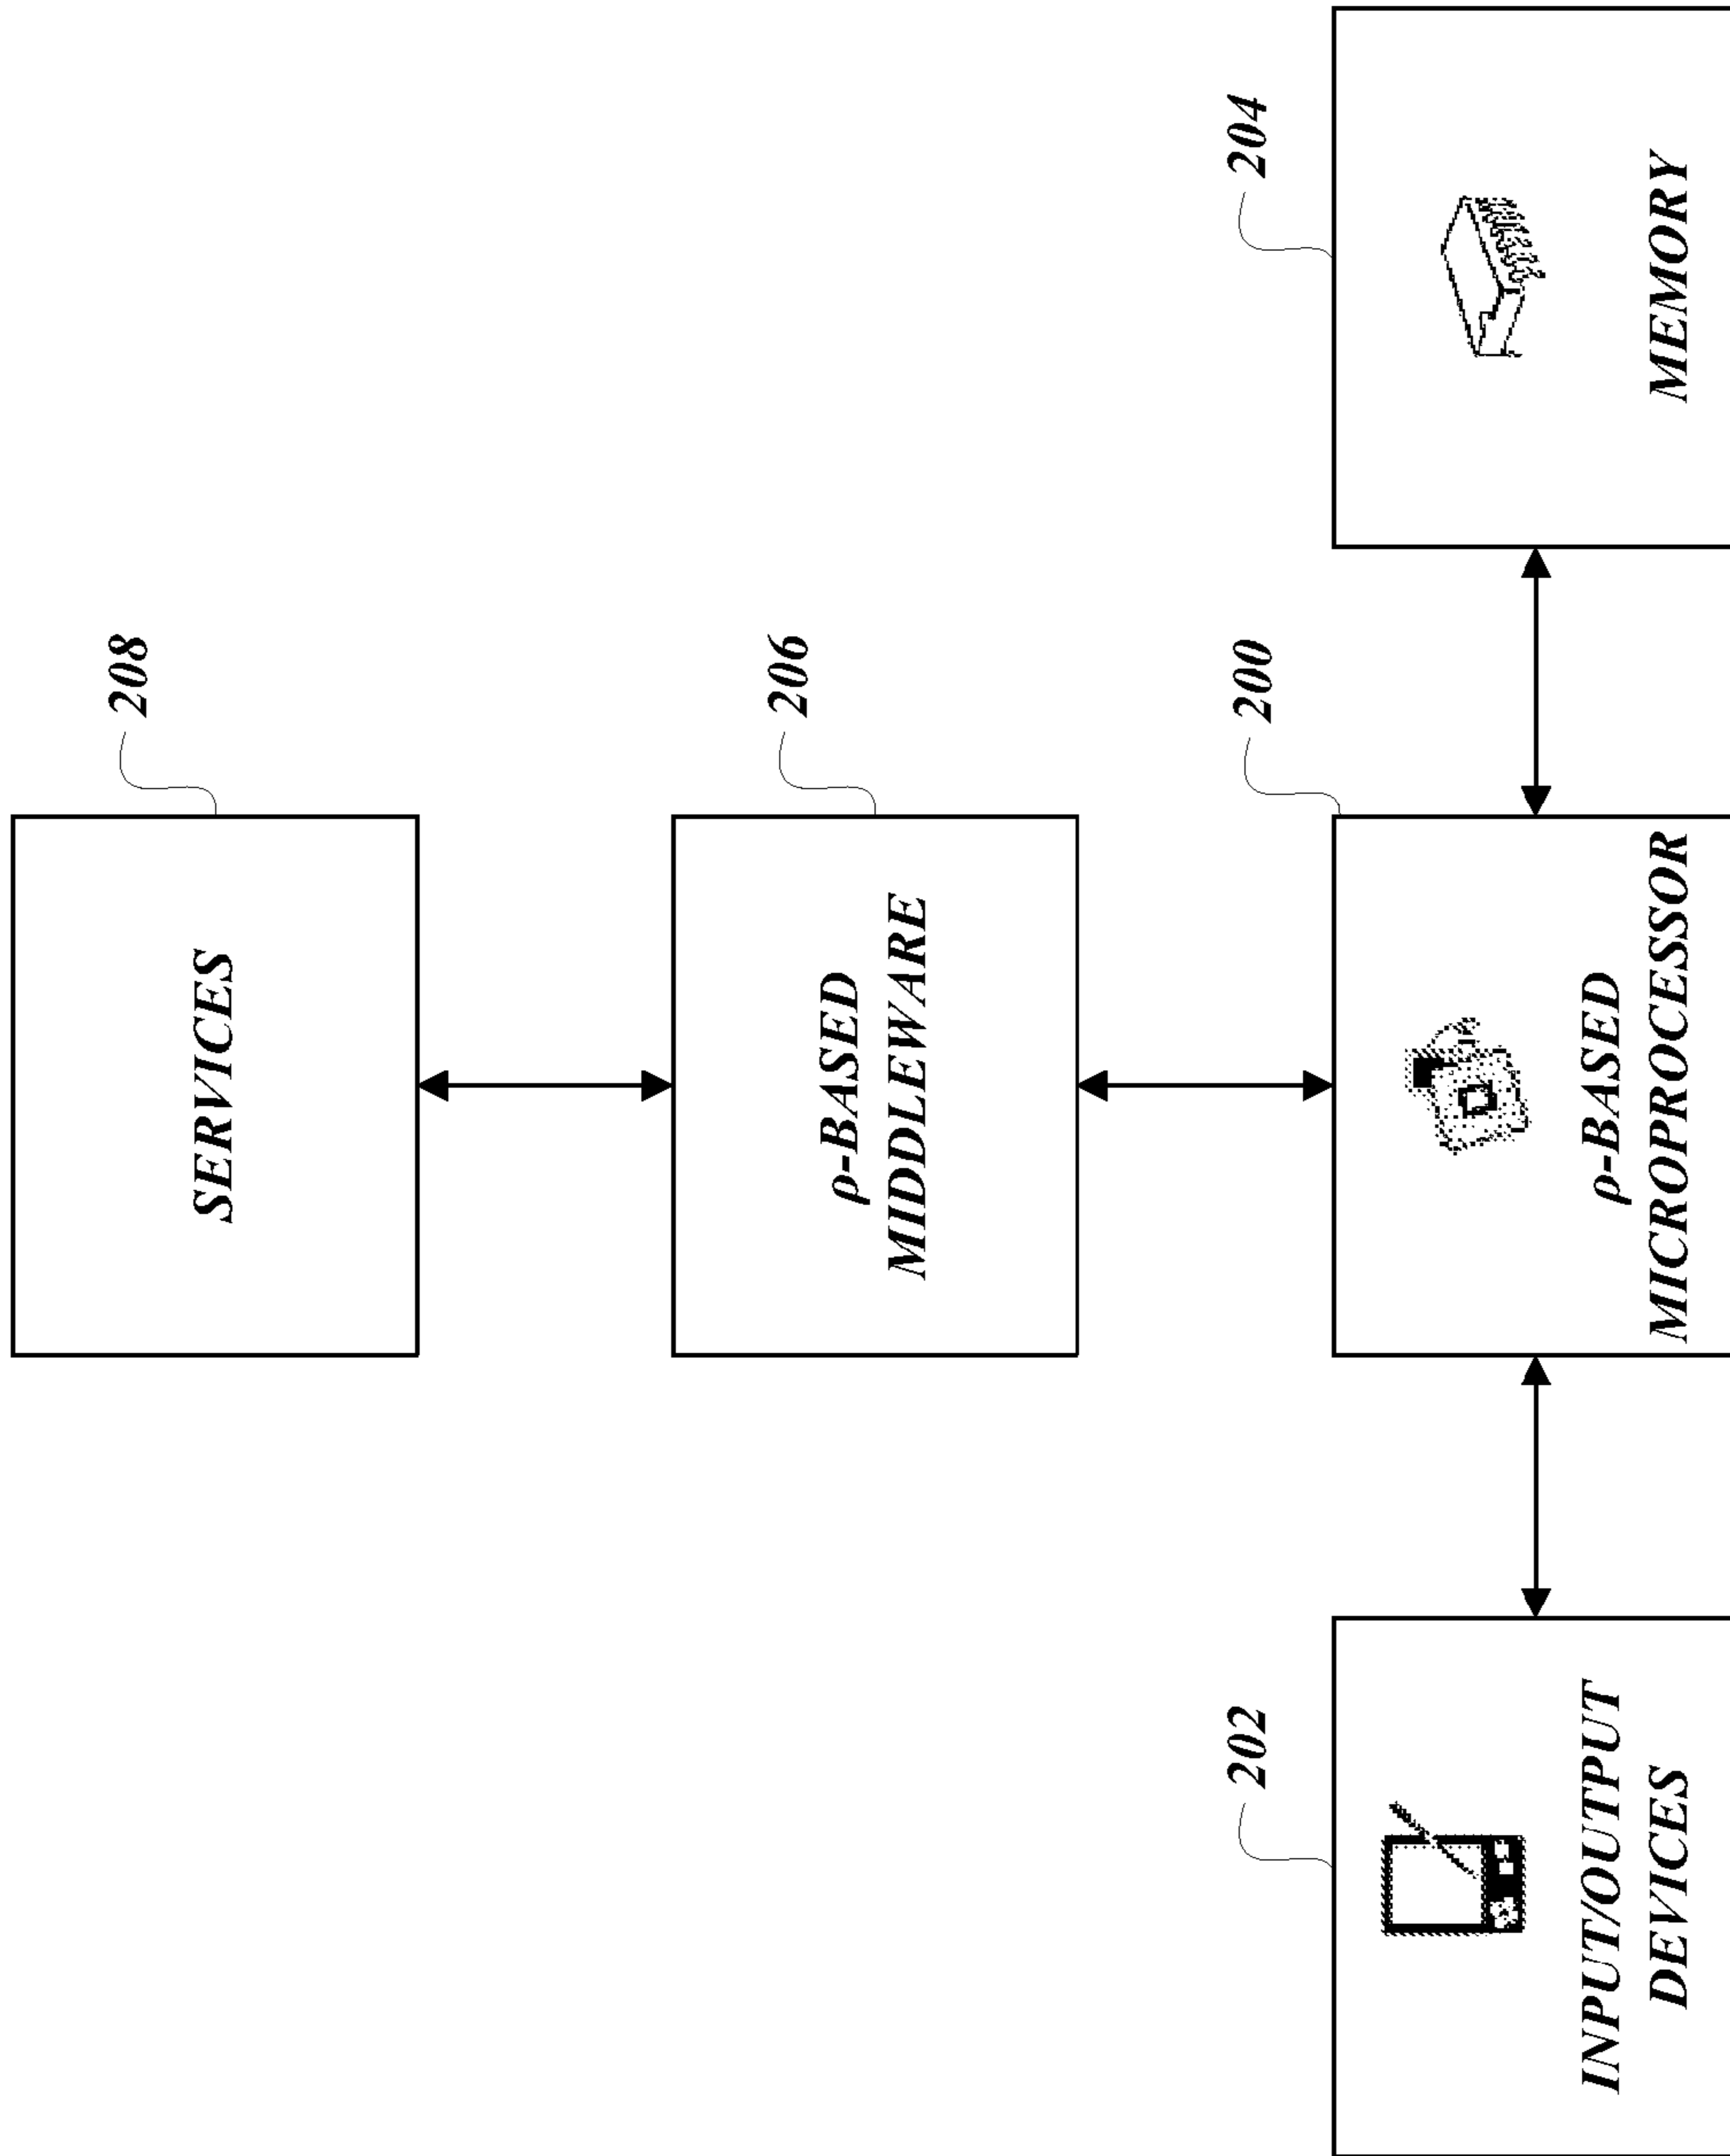 208
SERVICES
206
ρ-BASED
MIDDLEWARE
202
200
204
INPUT/OUTPUT
DEVICES
ρ-BASED
MICROPROCESSOR
MEMORY